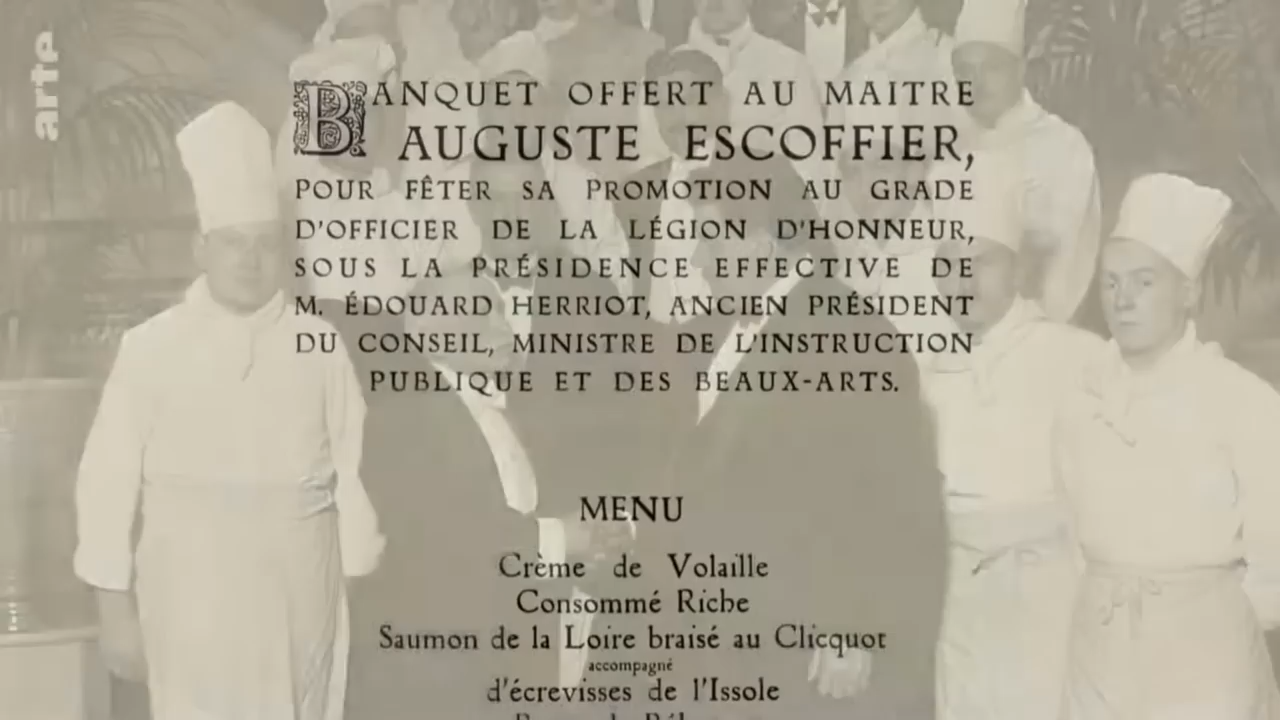 arte
BANQUET OFFERT AU MAITRE
AUGUSTE ESCOFFIER,
POUR FÊTER SA PROMOTION AU GRADE
D'OFFICIER DE LA LÉGION D'HONNEUR,
SOUS LA PRÉSIDENCE EFFECTIVE DE
M. ÉDOUARD HERRIOT, ANCIEN PRÉSIDENT
DU CONSEIL, MINISTRE DE L'INSTRUCTION
PUBLIQUE ET DES BEAUX-ARTS.
MENU
Crème de Volaille
Consommé Riche
Saumon de la Loire braisé au Clicquot
accompagné
d'écrevisses de l'Issole